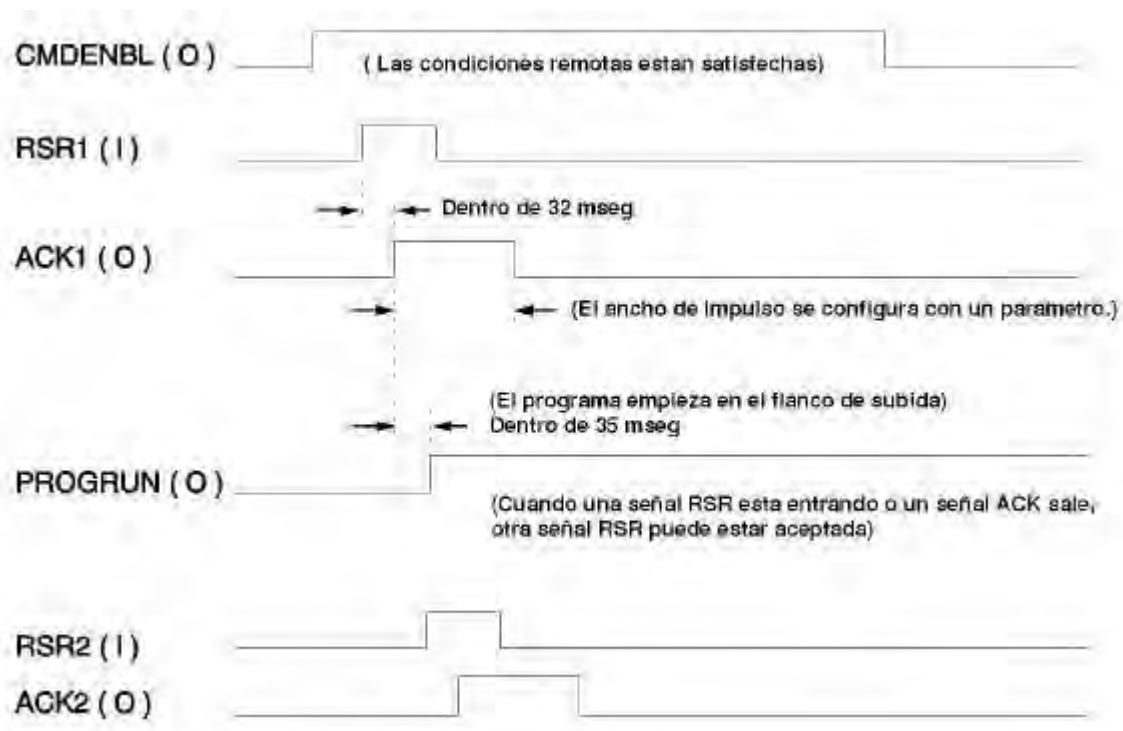 CMDENBL ( O )
( Las condiciones remotas estan satisfechas)
RSR1 ( I )
Dentro de 32 mseg
ACK1 ( O )
(El ancho de impulso se configura con un parametro.)
(El programa empieza en el flanco de subida)
Dentro de 35 mseg
PROGRUN ( O )
(Cuando una señal RSR esta entrando o un señal ACK sale,
otra señal RSR puede estar aceptada)
RSR2 ( I )
ACK2 ( O )